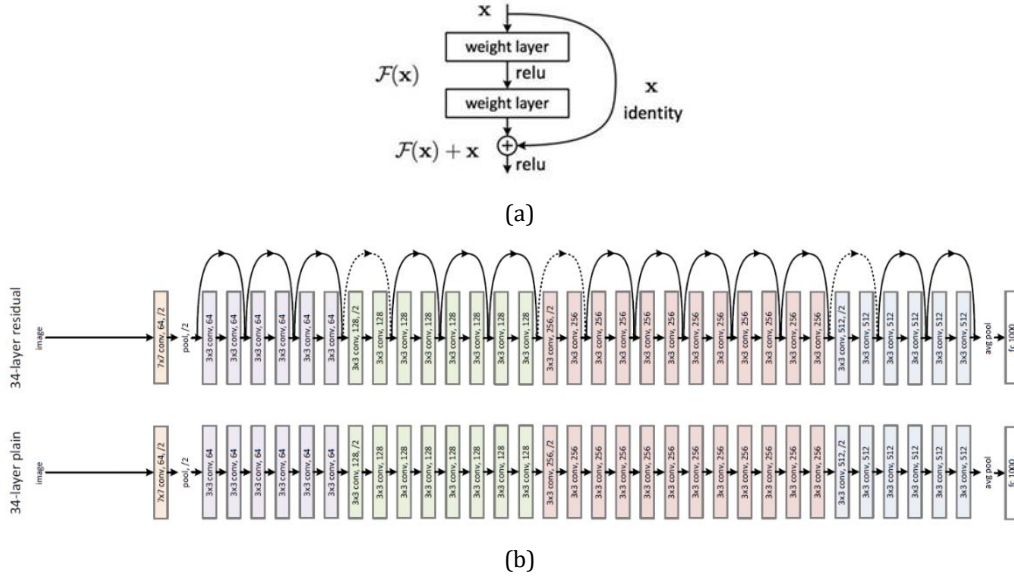 x
weight layer
F(x)
relu
x
weight layer
identity
F(x) + x
relu
(a)
34-layer residual
image
7x7 conv, 64, /2
pool, /2
3x3 conv, 64
3x3 conv, 64
3x3 conv, 64
3x3 conv, 64
3x3 conv, 64
3x3 conv, 64
3x3 conv, 128, /2
3x3 conv, 128
3x3 conv, 128
3x3 conv, 128
3x3 conv, 128
3x3 conv, 128
3x3 conv, 128
3x3 conv, 128
3x3 conv, 256, /2
3x3 conv, 256
3x3 conv, 256
3x3 conv, 256
3x3 conv, 256
3x3 conv, 256
3x3 conv, 256
3x3 conv, 256
3x3 conv, 256
3x3 conv, 256
3x3 conv, 256
3x3 conv, 256
3x3 conv, 512, /2
3x3 conv, 512
3x3 conv, 512
3x3 conv, 512
3x3 conv, 512
3x3 conv, 512
avg pool
fc 1000
34-layer plain
image
7x7 conv, 64, /2
pool, /2
3x3 conv, 64
3x3 conv, 64
3x3 conv, 64
3x3 conv, 64
3x3 conv, 64
3x3 conv, 64
3x3 conv, 128, /2
3x3 conv, 128
3x3 conv, 128
3x3 conv, 128
3x3 conv, 128
3x3 conv, 128
3x3 conv, 128
3x3 conv, 128
3x3 conv, 256, /2
3x3 conv, 256
3x3 conv, 256
3x3 conv, 256
3x3 conv, 256
3x3 conv, 256
3x3 conv, 256
3x3 conv, 256
3x3 conv, 256
3x3 conv, 256
3x3 conv, 256
3x3 conv, 256
3x3 conv, 512, /2
3x3 conv, 512
3x3 conv, 512
3x3 conv, 512
3x3 conv, 512
3x3 conv, 512
avg pool
fc 1000
(b)